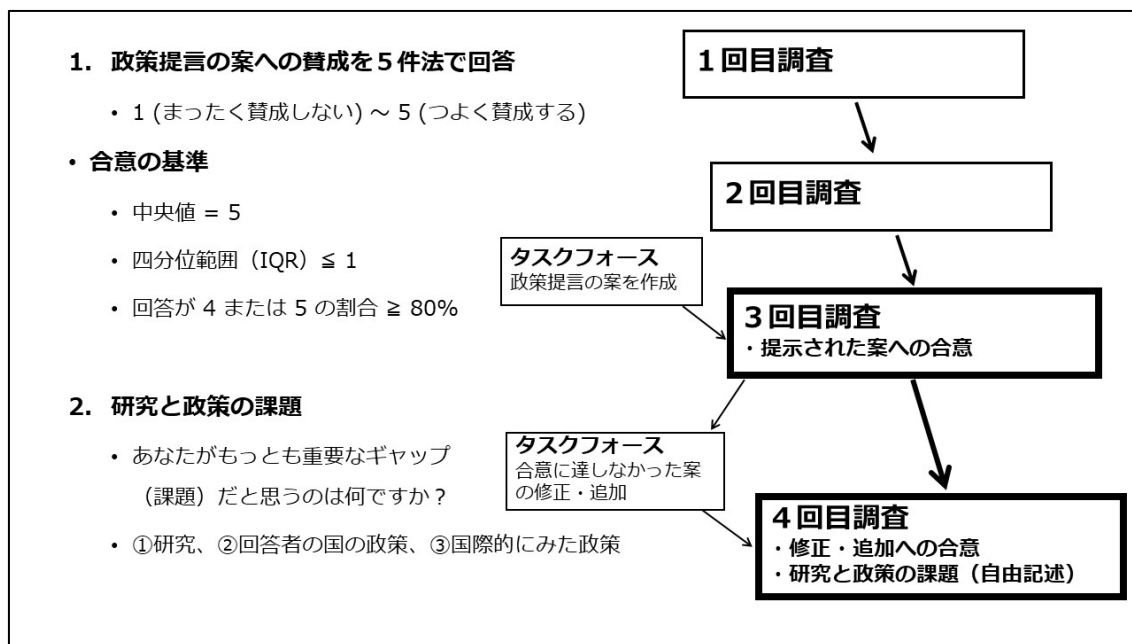 1. 政策提言の案への賛成を５件法で回答
• 1 (まったく賛成しない) ～ 5 (つよく賛成する)
• 合意の基準
• 中央値 = 5
• 四分位範囲（IQR）≦ 1
• 回答が 4 または 5 の割合 ≧ 80%
2. 研究と政策の課題
• あなたがもっとも重要なギャップ
（課題）だと思うのは何ですか？
• ①研究、②回答者の国の政策、③国際的にみた政策
１回目調査
２回目調査
タスクフォース
政策提言の案を作成
３回目調査
・提示された案への合意
タスクフォース
合意に達しなかった案
の修正・追加
４回目調査
・修正・追加への合意
・研究と政策の課題（自由記述）